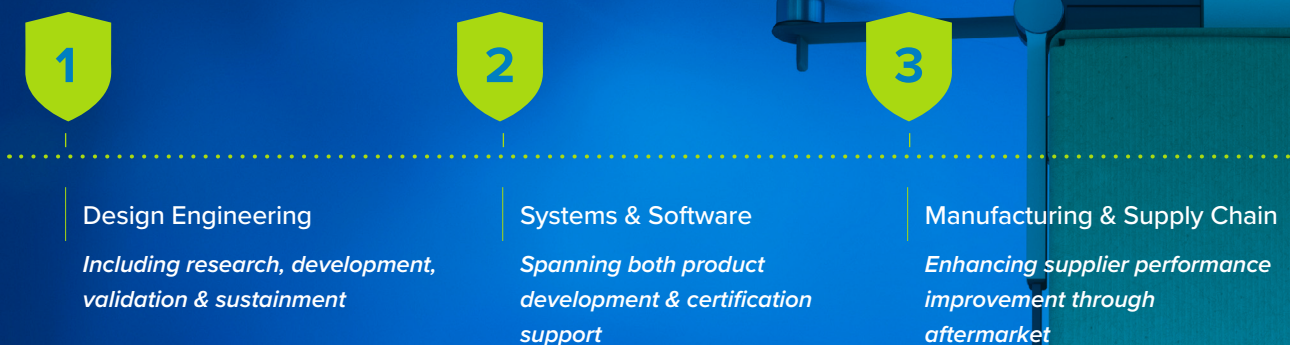 1
2
3
Design Engineering
Including research, development,
validation & sustainment
Systems & Software
Spanning both product
development & certification
support
Manufacturing & Supply Chain
Enhancing supplier performance
improvement through
aftermarket